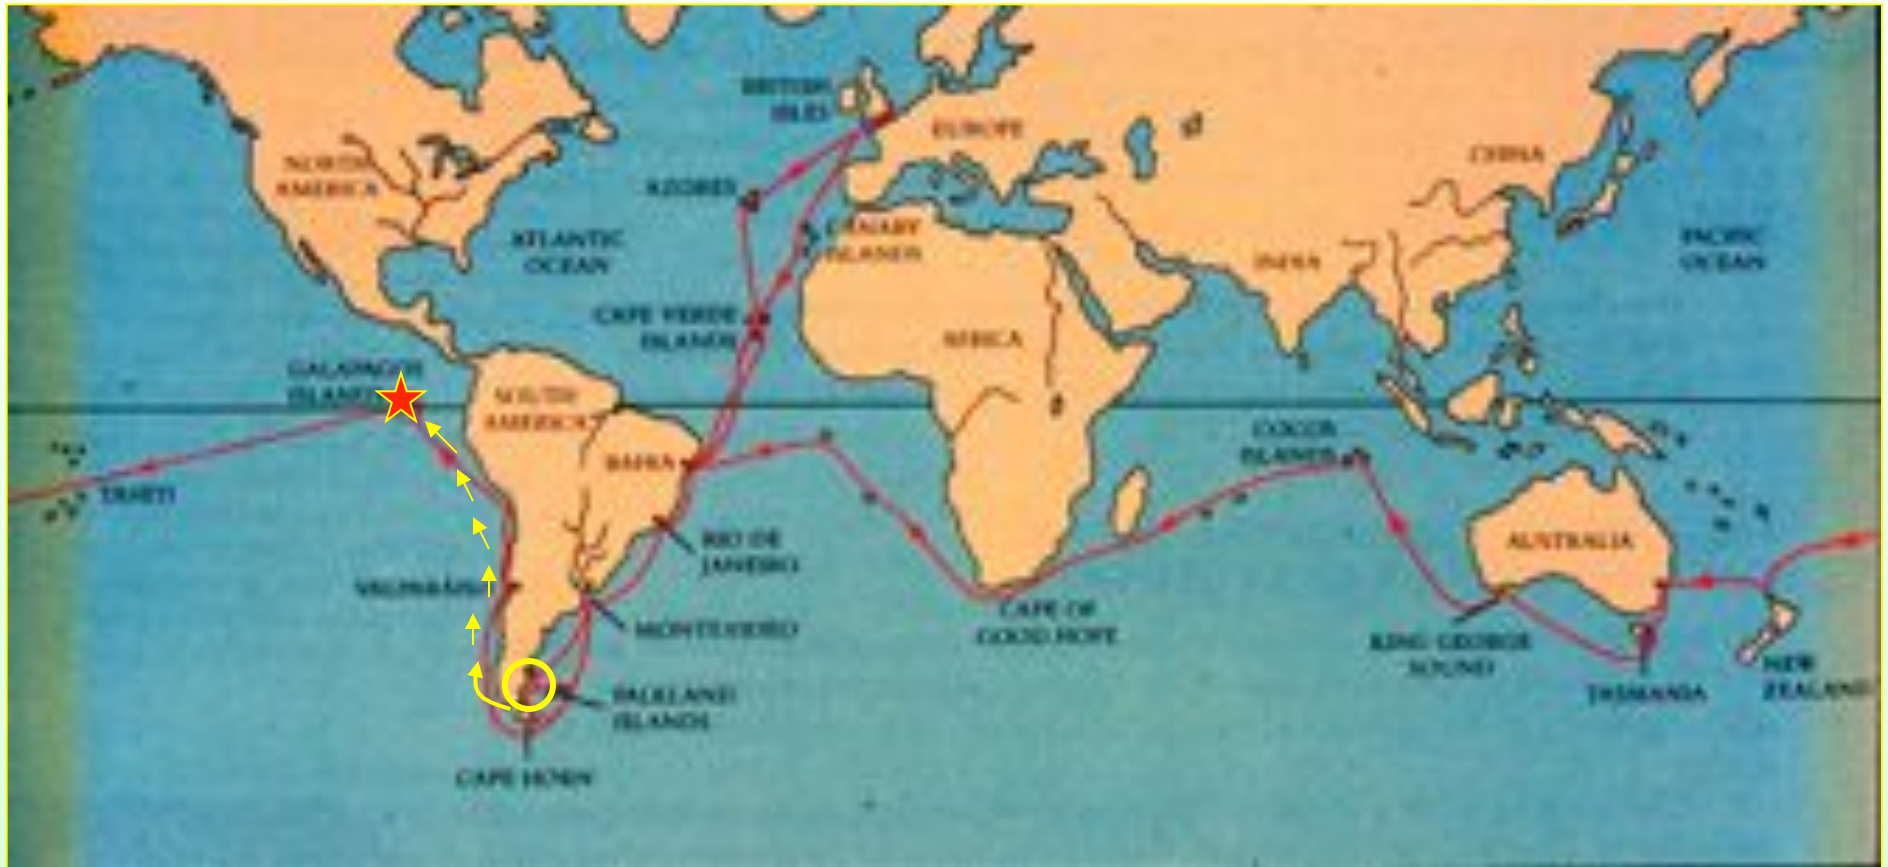 BRITISH
ISLES
EUROPE
CHINA
NORTH
AMERICA
AZORES
ATLANTIC
OCEAN
CANARY
ISLANDS
PACIFIC
OCEAN
INDIA
CAPE VERDE
ISLANDS
AFRICA
GALAPAGOS
SOUTH
AMERICA
BAHIA
COCOS
ISLANDS
TAHITI
RIO DE
JANEIRO
AUSTRALIA
VALPARAISO
MONTEVIDEO
CAPE OF
GOOD HOPE
KING GEORGE
SOUND
TASMANIA
NEW
ZEALAND
FALKLAND
ISLANDS
CAPE HORN